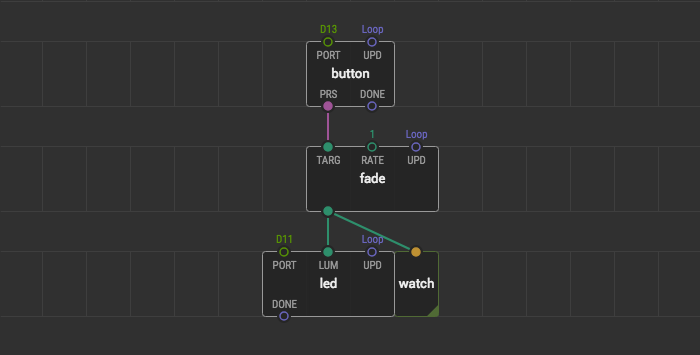 D13 Loop
PORT UPD
button
PRS DONE
1 Loop
TARG RATE UPD
fade
D11 Loop
PORT LUM UPD
led watch
DONE